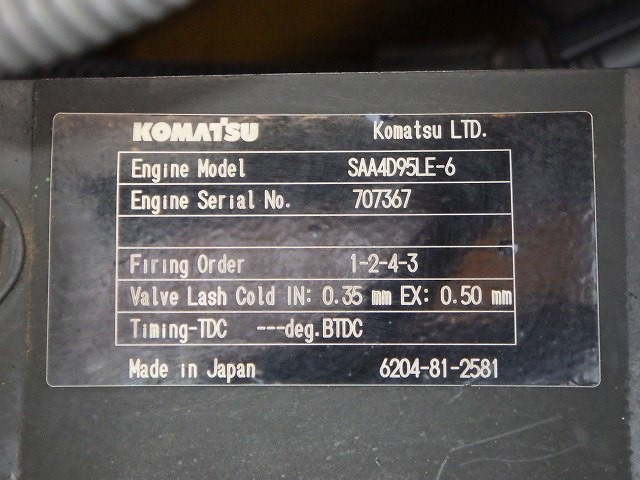 KOMATSU Komatsu LTD.
Engine Model SAA4D95LE-6
Engine Serial No. 707367
Firing Order 1-2-4-3
Valve Lash Cold IN: 0.35 mm EX: 0.50 mm
Timing-TDC ---deg.BTDC
Made in Japan 6204-81-2581